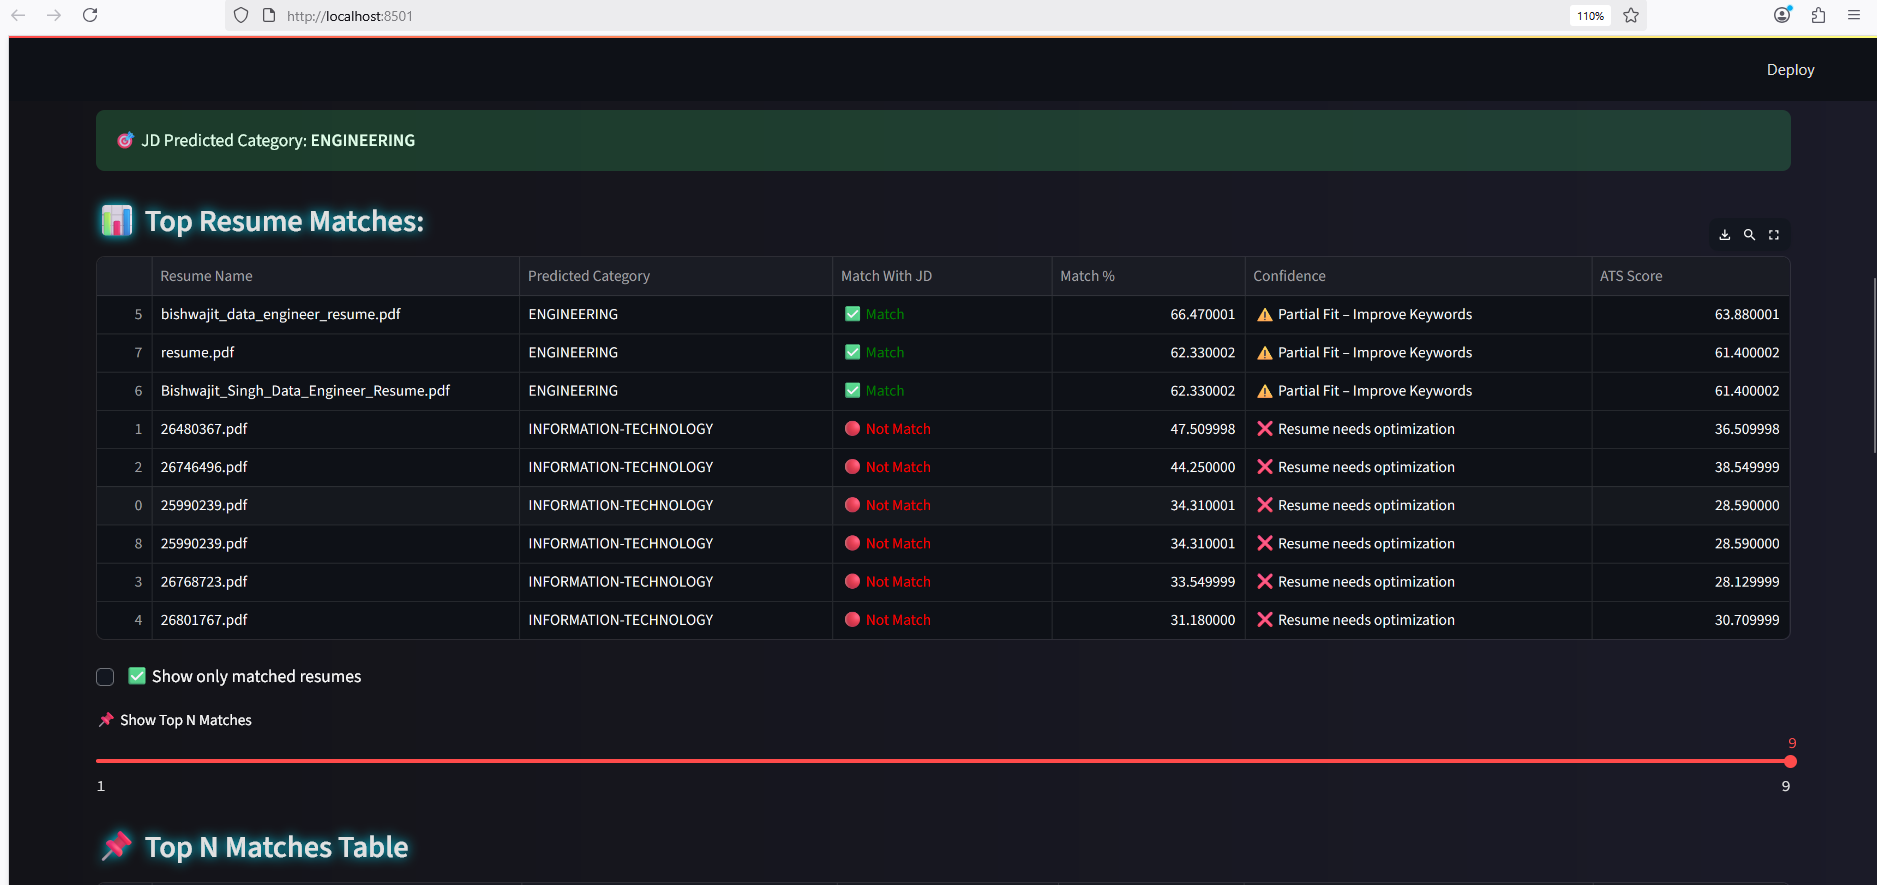 http://localhost:8501
110%
Deploy
🎯 JD Predicted Category: ENGINEERING
📊 Top Resume Matches:
Resume Name Predicted Category Match With JD Match % Confidence ATS Score
5 bishwajit_data_engineer_resume.pdf ENGINEERING ✅ Match 66.470001 ⚠️ Partial Fit – Improve Keywords 63.880001
7 resume.pdf ENGINEERING ✅ Match 62.330002 ⚠️ Partial Fit – Improve Keywords 61.400002
6 Bishwajit_Singh_Data_Engineer_Resume.pdf ENGINEERING ✅ Match 62.330002 ⚠️ Partial Fit – Improve Keywords 61.400002
1 26480367.pdf INFORMATION-TECHNOLOGY 🔴 Not Match 47.509998 ❌ Resume needs optimization 36.509998
2 26746496.pdf INFORMATION-TECHNOLOGY 🔴 Not Match 44.250000 ❌ Resume needs optimization 38.549999
0 25990239.pdf INFORMATION-TECHNOLOGY 🔴 Not Match 34.310001 ❌ Resume needs optimization 28.590000
8 25990239.pdf INFORMATION-TECHNOLOGY 🔴 Not Match 34.310001 ❌ Resume needs optimization 28.590000
3 26768723.pdf INFORMATION-TECHNOLOGY 🔴 Not Match 33.549999 ❌ Resume needs optimization 28.129999
4 26801767.pdf INFORMATION-TECHNOLOGY 🔴 Not Match 31.180000 ❌ Resume needs optimization 30.709999
✅ Show only matched resumes
📌 Show Top N Matches
9
1 9
📌 Top N Matches Table